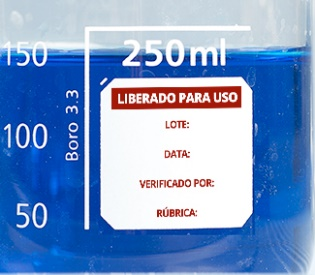 250ml
150
100
50
Boro 3.3
LIBERADO PARA USO
LOTE:
DATA:
VERIFICADO POR:
RÚBRICA: